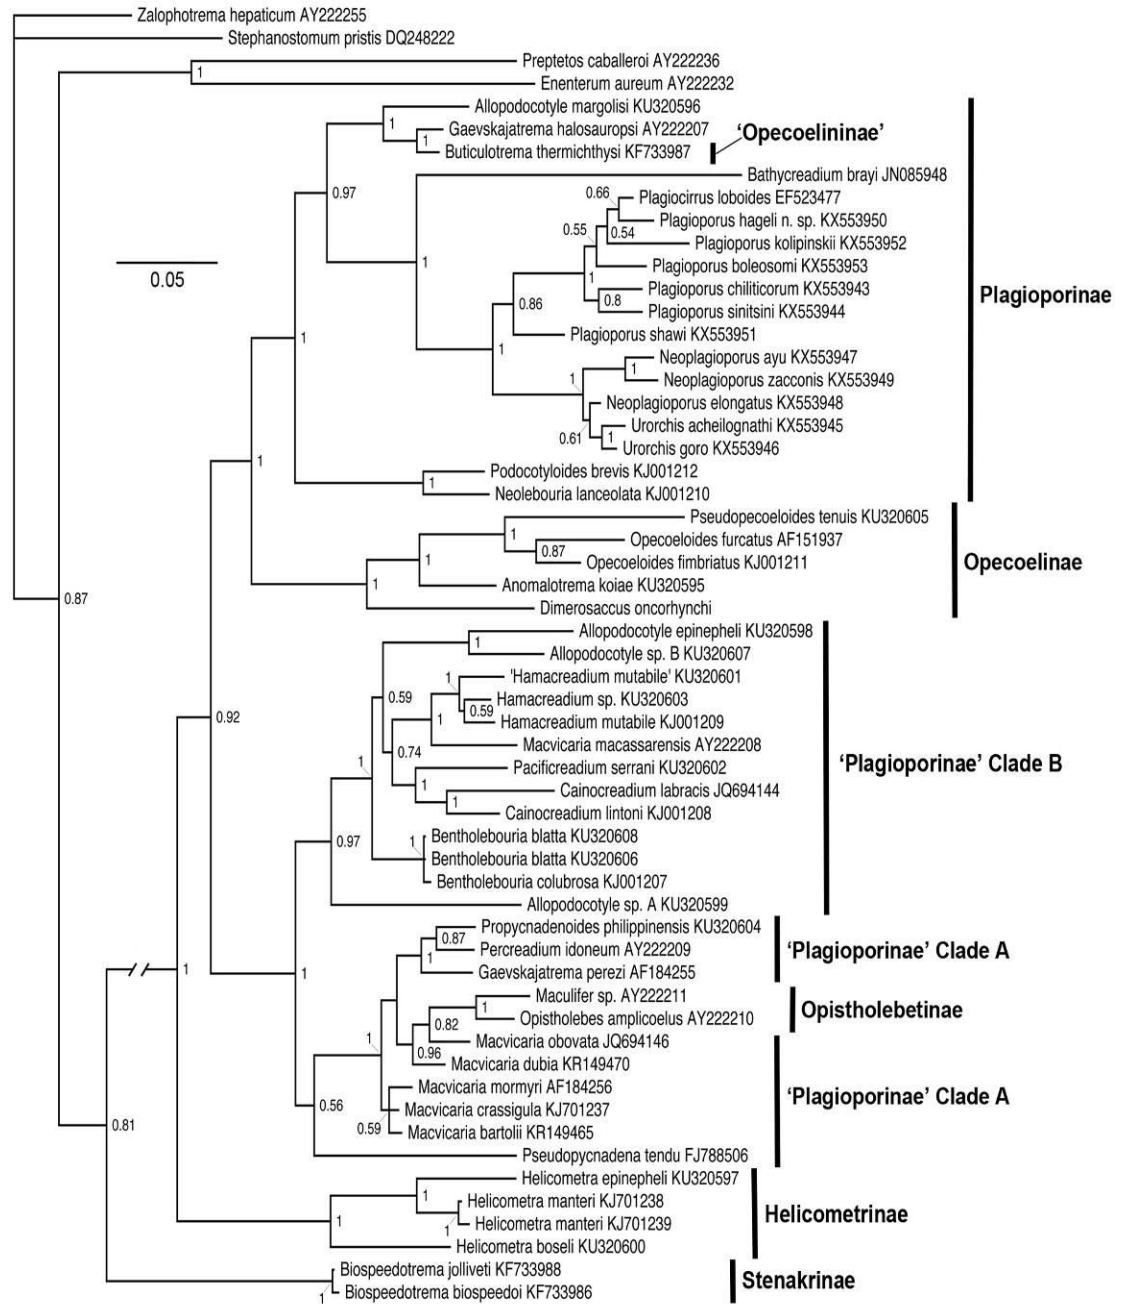 Zalophotrema hepaticum AY222255
Stephanostomum pristis DQ248222
Preptetos caballeroi AY222236
1
Enenterum aureum AY222232
Allopodocotyle margolisi KU320596
1
Gaevskajatrema halosauropsi AY222207
‘Opecoelininae’
1
Buticulotrema thermichthysi KF733987
Bathycreadium brayi JN085948
0.97
0.66
Plagiocirrus loboides EF523477
Plagioporus hageli n. sp. KX553950
0.55
0.54
Plagioporus kolipinskii KX553952
0.05
1
Plagioporus boleosomi KX553953
1
Plagioporus chiliticorum KX553943
Plagioporinae
0.86
0.8
Plagioporus sinitsini KX553944
1
Plagioporus shawi KX553951
1
Neoplagioporus ayu KX553947
1
1
Neoplagioporus zacconis KX553949
Neoplagioporus elongatus KX553948
Urorchis acheilognathi KX553945
0.61
1
Urorchis goro KX553946
1
Podocotyloides brevis KJ001212
1
Neolebouria lanceolata KJ001210
Pseudopecoeloides tenuis KU320605
1
Opecoeloides furcatus AF151937
0.87
1
Opecoeloides fimbriatus KJ001211
Opecoelinae
1
Anomalotrema koiae KU320595
0.87
Dimerosaccus oncorhynchi
Allopodocotyle epinepheli KU320598
1
Allopodocotyle sp. B KU320607
1
'Hamacreadium mutabile' KU320601
0.59
Hamacreadium sp. KU320603
0.59
0.92
1
Hamacreadium mutabile KJ001209
Macvicaria macassarensis AY222208
0.74
1
Pacificreadium serrani KU320602
‘Plagioporinae’ Clade B
1
Cainocreadium labracis JQ694144
1
Cainocreadium lintoni KJ001208
0.97
1
Bentholebouria blatta KU320608
Bentholebouria blatta KU320606
Bentholebouria colubrosa KJ001207
Allopodocotyle sp. A KU320599
Propycnadenoides philippinensis KU320604
0.87
Percreadium idoneum AY222209
‘Plagioporinae’ Clade A
1
Gaevskajatrema perezi AF184255
1
1
Maculifer sp. AY222211
1
Opistholebetinae
Opistholebes amplicoelus AY222210
0.82
1
Macvicaria obovata JQ694146
0.96
Macvicaria dubia KR149470
Macvicaria mormyri AF184256
‘Plagioporinae’ Clade A
0.56
Macvicaria crassigula KJ701237
0.81
0.59
Macvicaria bartolii KR149465
Pseudopycnadena tendu FJ788506
Helicometra epinepheli KU320597
1
Helicometra manteri KJ701238
Helicometrinae
1
1
Helicometra manteri KJ701239
Helicometra boseli KU320600
Biospeedotrema jolliveti KF733988
Stenakrinae
1
Biospeedotrema biospeedoi KF733986